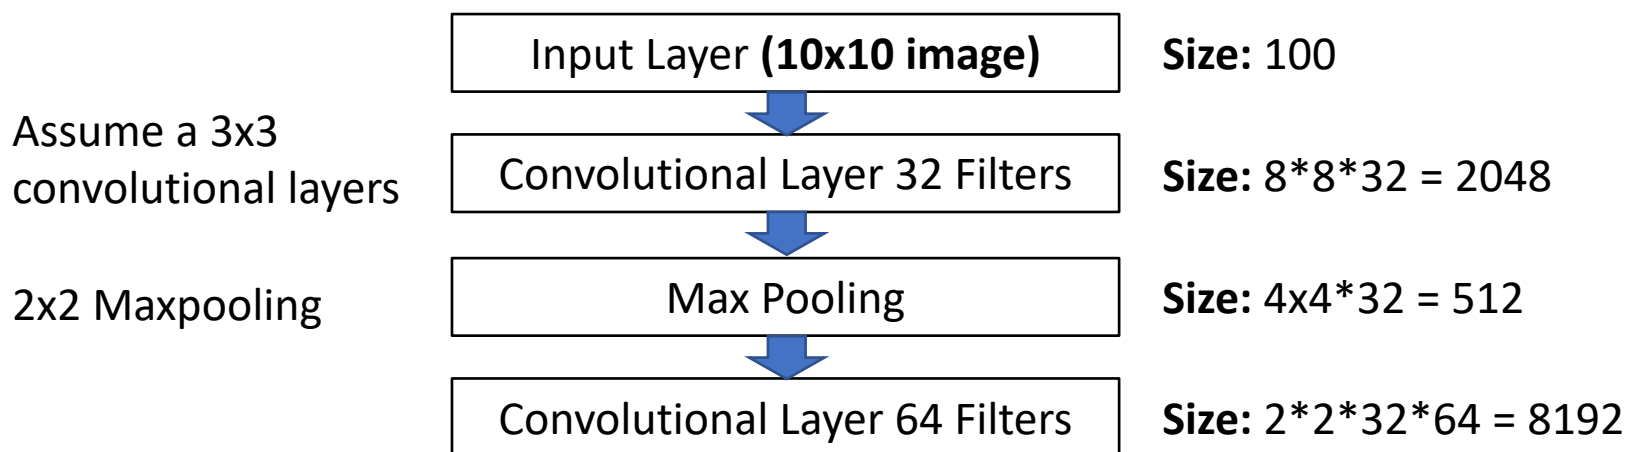 Input Layer (10x10 image)
Size: 100
Assume a 3x3
convolutional layers
Convolutional Layer 32 Filters
Size: 8*8*32 = 2048
2x2 Maxpooling
Max Pooling
Size: 4x4*32 = 512
Convolutional Layer 64 Filters
Size: 2*2*32*64 = 8192